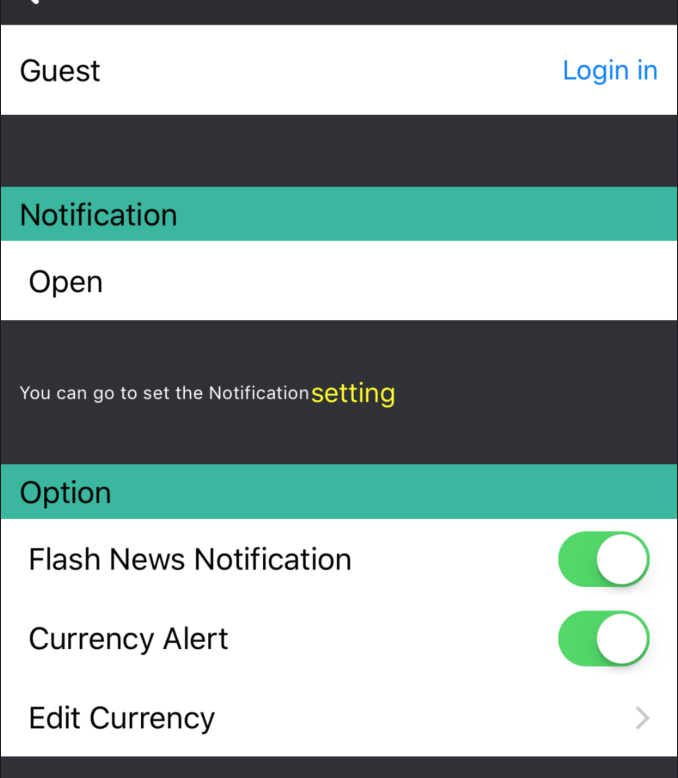 Guest Login in
Notification
Open
You can go to set the Notification setting
Option
Flash News Notification
Currency Alert
Edit Currency